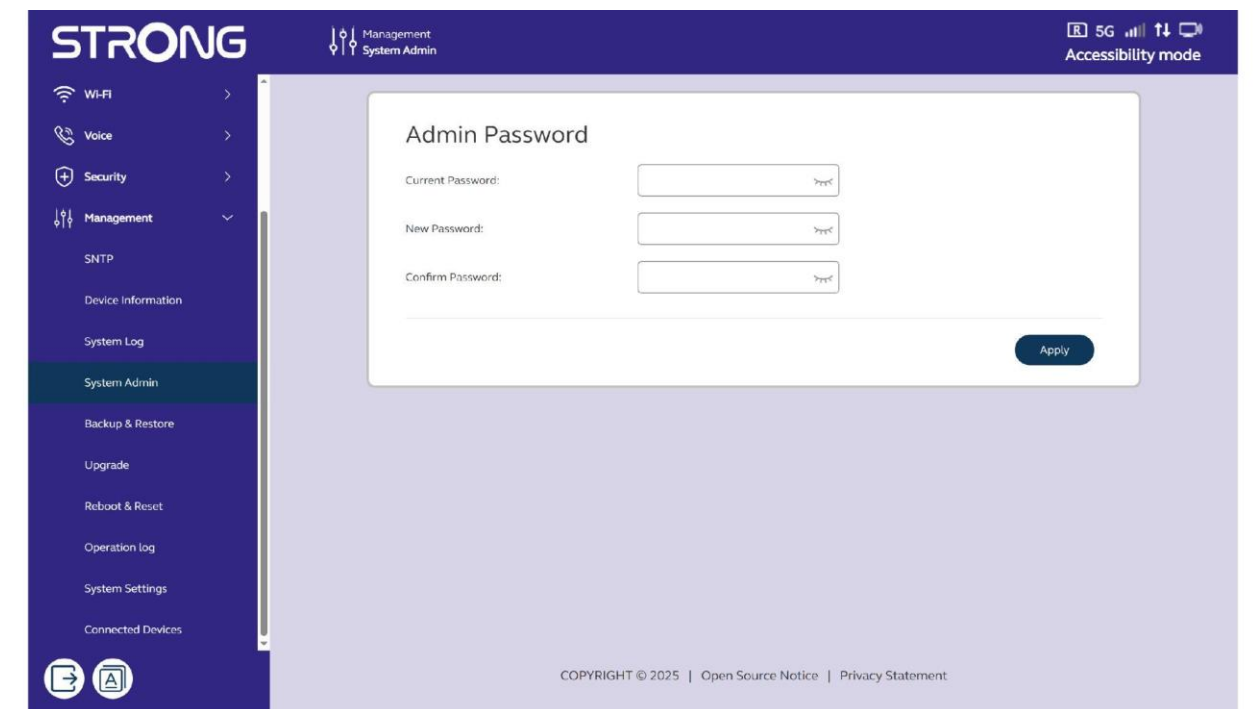 STRONG
Management
System Admin
R 5G
Accessibility mode
Wi-Fi
Voice
Security
Management
SNTP
Device Information
System Log
System Admin
Backup & Restore
Upgrade
Reboot & Reset
Operation log
System Settings
Connected Devices
A
Admin Password
Current Password:
New Password:
Confirm Password:
Apply
COPYRIGHT © 2025 | Open Source Notice | Privacy Statement